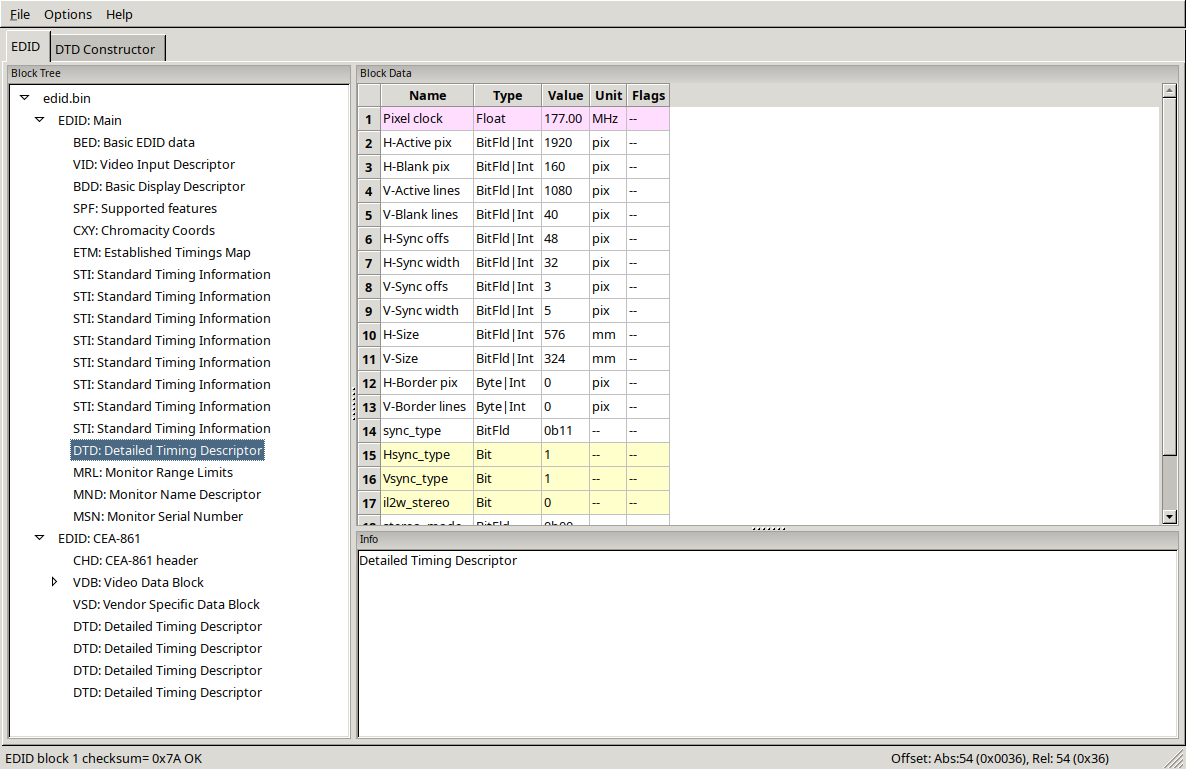 File Options Help
EDID DTD Constructor
Block Tree
edid.bin
EDID: Main
BED: Basic EDID data
VID: Video Input Descriptor
BDD: Basic Display Descriptor
SPF: Supported features
CXY: Chromacity Coords
ETM: Established Timings Map
STI: Standard Timing Information
STI: Standard Timing Information
STI: Standard Timing Information
STI: Standard Timing Information
STI: Standard Timing Information
STI: Standard Timing Information
STI: Standard Timing Information
STI: Standard Timing Information
DTD: Detailed Timing Descriptor
MRL: Monitor Range Limits
MND: Monitor Name Descriptor
MSN: Monitor Serial Number
EDID: CEA-861
CHD: CEA-861 header
VDB: Video Data Block
VSD: Vendor Specific Data Block
DTD: Detailed Timing Descriptor
DTD: Detailed Timing Descriptor
DTD: Detailed Timing Descriptor
DTD: Detailed Timing Descriptor
Block Data
Name Type Value Unit Flags
1 Pixel clock Float 177.00 MHz --
2 H-Active pix BitFld|Int 1920 pix --
3 H-Blank pix BitFld|Int 160 pix --
4 V-Active lines BitFld|Int 1080 pix --
5 V-Blank lines BitFld|Int 40 pix --
6 H-Sync offs BitFld|Int 48 pix --
7 H-Sync width BitFld|Int 32 pix --
8 V-Sync offs BitFld|Int 3 pix --
9 V-Sync width BitFld|Int 5 pix --
10 H-Size BitFld|Int 576 mm --
11 V-Size BitFld|Int 324 mm --
12 H-Border pix Byte|Int 0 pix --
13 V-Border lines Byte|Int 0 pix --
14 sync_type BitFld 0b11 -- --
15 Hsync_type Bit 1 -- --
16 Vsync_type Bit 1 -- --
17 il2w_stereo Bit 0 -- --
Info
Detailed Timing Descriptor
EDID block 1 checksum= 0x7A OK
Offset: Abs:54 (0x0036), Rel: 54 (0x36)